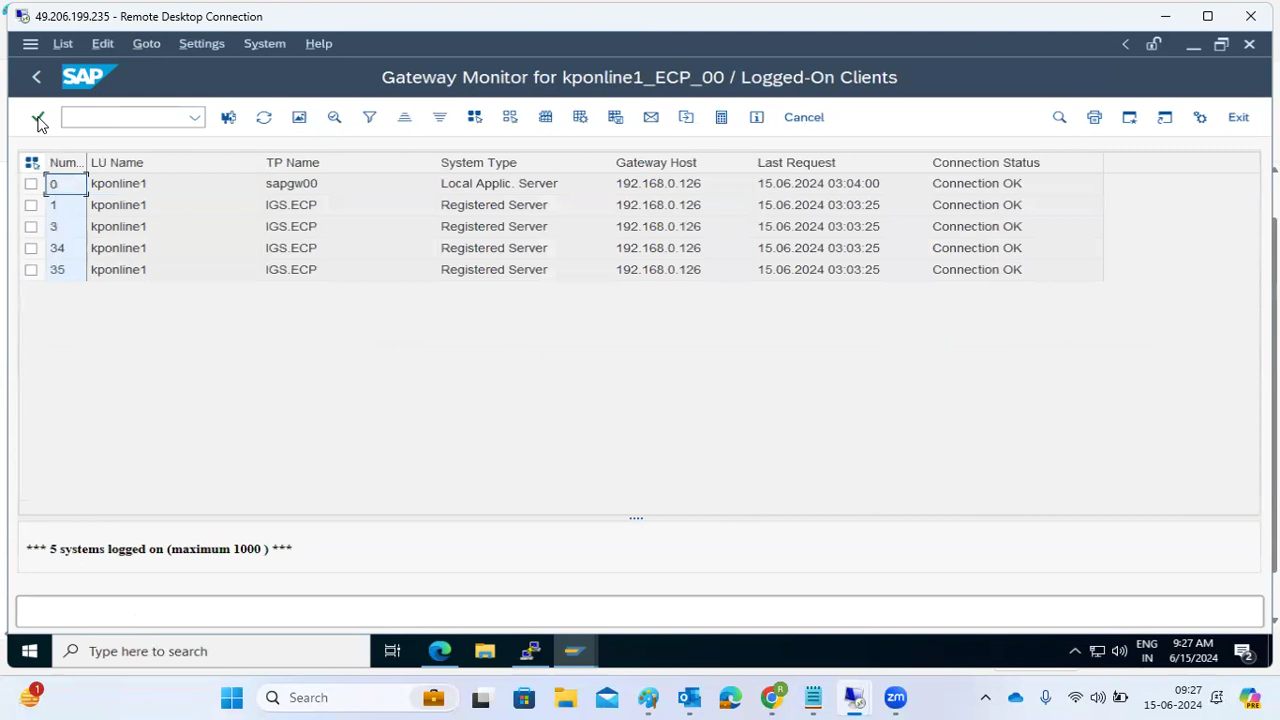 49.206.199.235 - Remote Desktop Connection
List Edit Goto Settings System Help
SAP Gateway Monitor for kponline1_ECP_00 / Logged-On Clients
Cancel Exit
Num... LU Name TP Name System Type Gateway Host Last Request Connection Status
0 kponline1 sapgw00 Local Applic. Server 192.168.0.126 15.06.2024 03:04:00 Connection OK
1 kponline1 IGS.ECP Registered Server 192.168.0.126 15.06.2024 03:03:25 Connection OK
3 kponline1 IGS.ECP Registered Server 192.168.0.126 15.06.2024 03:03:25 Connection OK
34 kponline1 IGS.ECP Registered Server 192.168.0.126 15.06.2024 03:03:25 Connection OK
35 kponline1 IGS.ECP Registered Server 192.168.0.126 15.06.2024 03:03:25 Connection OK
*** 5 systems logged on (maximum 1000 ) ***
Type here to search
ENG
IN
9:27 AM
6/15/2024
2
1
Search
09:27
15-06-2024
R
zm
PRE